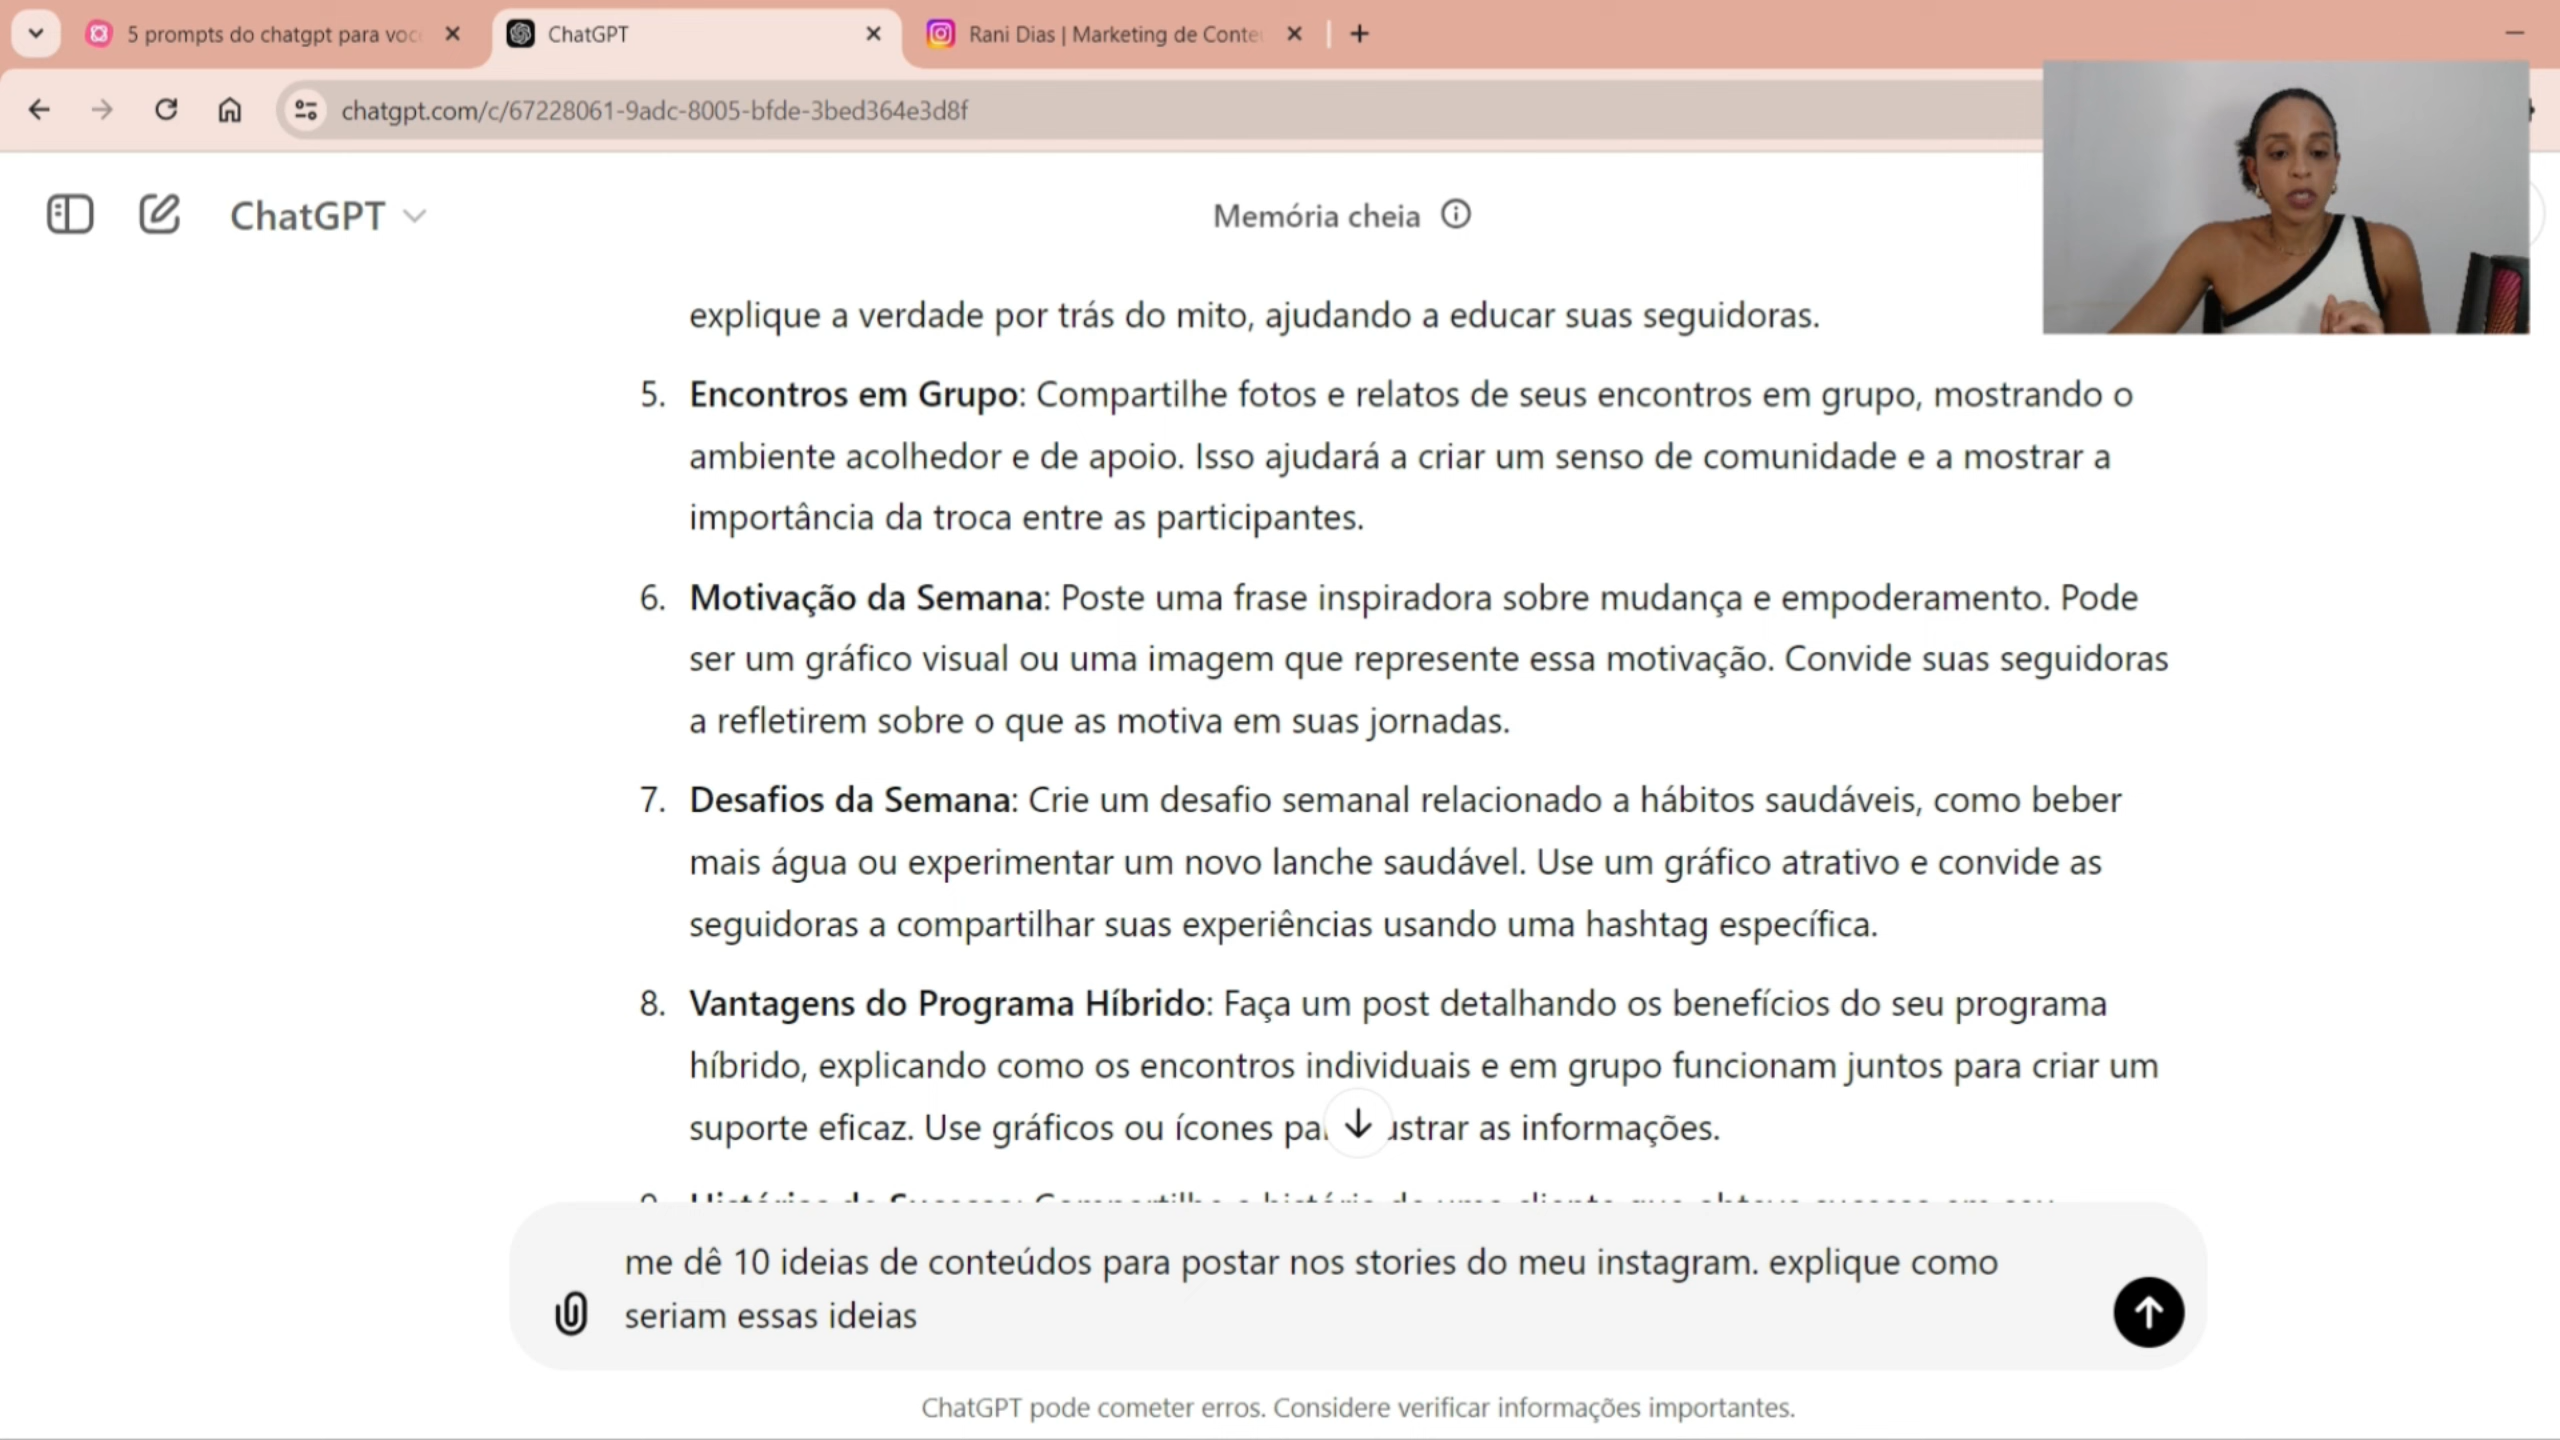 5 prompts do chatgpt para voc
ChatGPT
Rani Dias | Marketing de Conte
chatgpt.com/c/67228061-9adc-8005-bfde-3bed364e3d8f
ChatGPT
Memória cheia
explique a verdade por trás do mito, ajudando a educar suas seguidoras.
5. Encontros em Grupo: Compartilhe fotos e relatos de seus encontros em grupo, mostrando o
ambiente acolhedor e de apoio. Isso ajudará a criar um senso de comunidade e a mostrar a
importância da troca entre as participantes.
6. Motivação da Semana: Poste uma frase inspiradora sobre mudança e empoderamento. Pode
ser um gráfico visual ou uma imagem que represente essa motivação. Convide suas seguidoras
a refletirem sobre o que as motiva em suas jornadas.
7. Desafios da Semana: Crie um desafio semanal relacionado a hábitos saudáveis, como beber
mais água ou experimentar um novo lanche saudável. Use um gráfico atrativo e convide as
seguidoras a compartilhar suas experiências usando uma hashtag específica.
8. Vantagens do Programa Híbrido: Faça um post detalhando os benefícios do seu programa
híbrido, explicando como os encontros individuais e em grupo funcionam juntos para criar um
suporte eficaz. Use gráficos ou ícones pa ustrar as informações.
me dê 10 ideias de conteúdos para postar nos stories do meu instagram. explique como
seriam essas ideias
ChatGPT pode cometer erros. Considere verificar informações importantes.